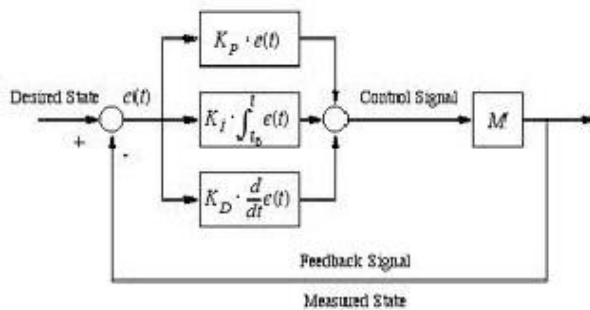 K_P · e(t)
Desired State
e(t)
Control Signal
+
-
K_I · ∫_{t_0}^{t} e(t)
M
K_D · d/dt e(t)
Feedback Signal
Measured State